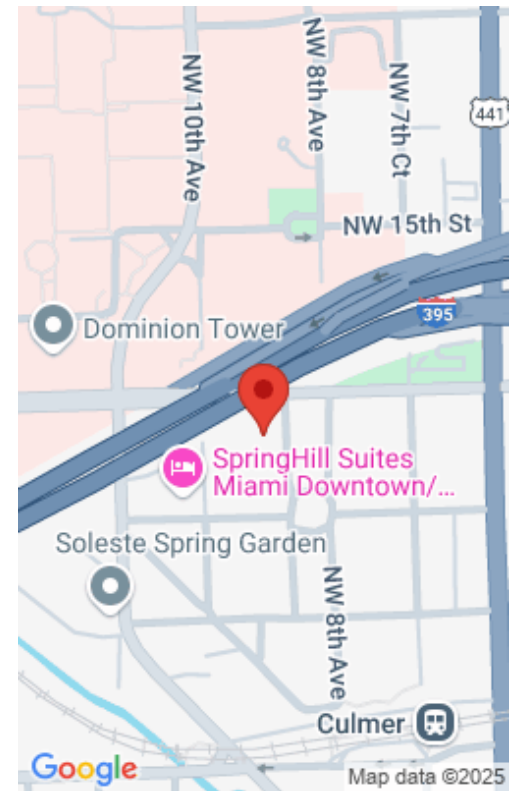 NW 10th Ave
NW 8th Ave
NW 7th Ct
441
NW 15th St
395
Dominion Tower
SpringHill Suites
Miami Downtown/...
Soleste Spring Garden
NW 8th Ave
Culmer
Google
Map data ©2025